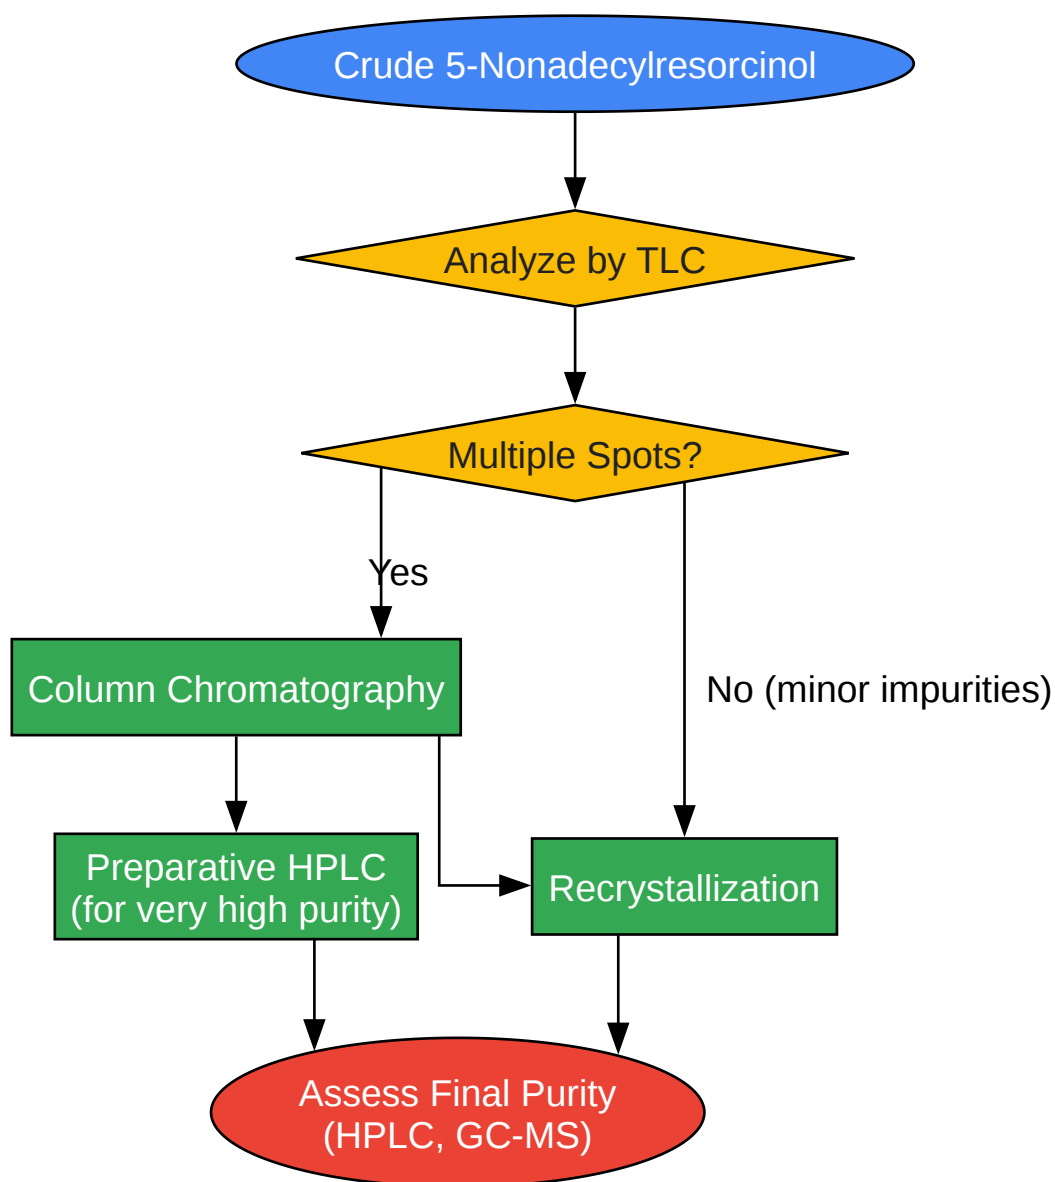 Crude 5-Nonadecylresorcinol
Analyze by TLC
Multiple Spots?
Yes
Column Chromatography
No (minor impurities)
Preparative HPLC
(for very high purity)
Recrystallization
Assess Final Purity
(HPLC, GC-MS)